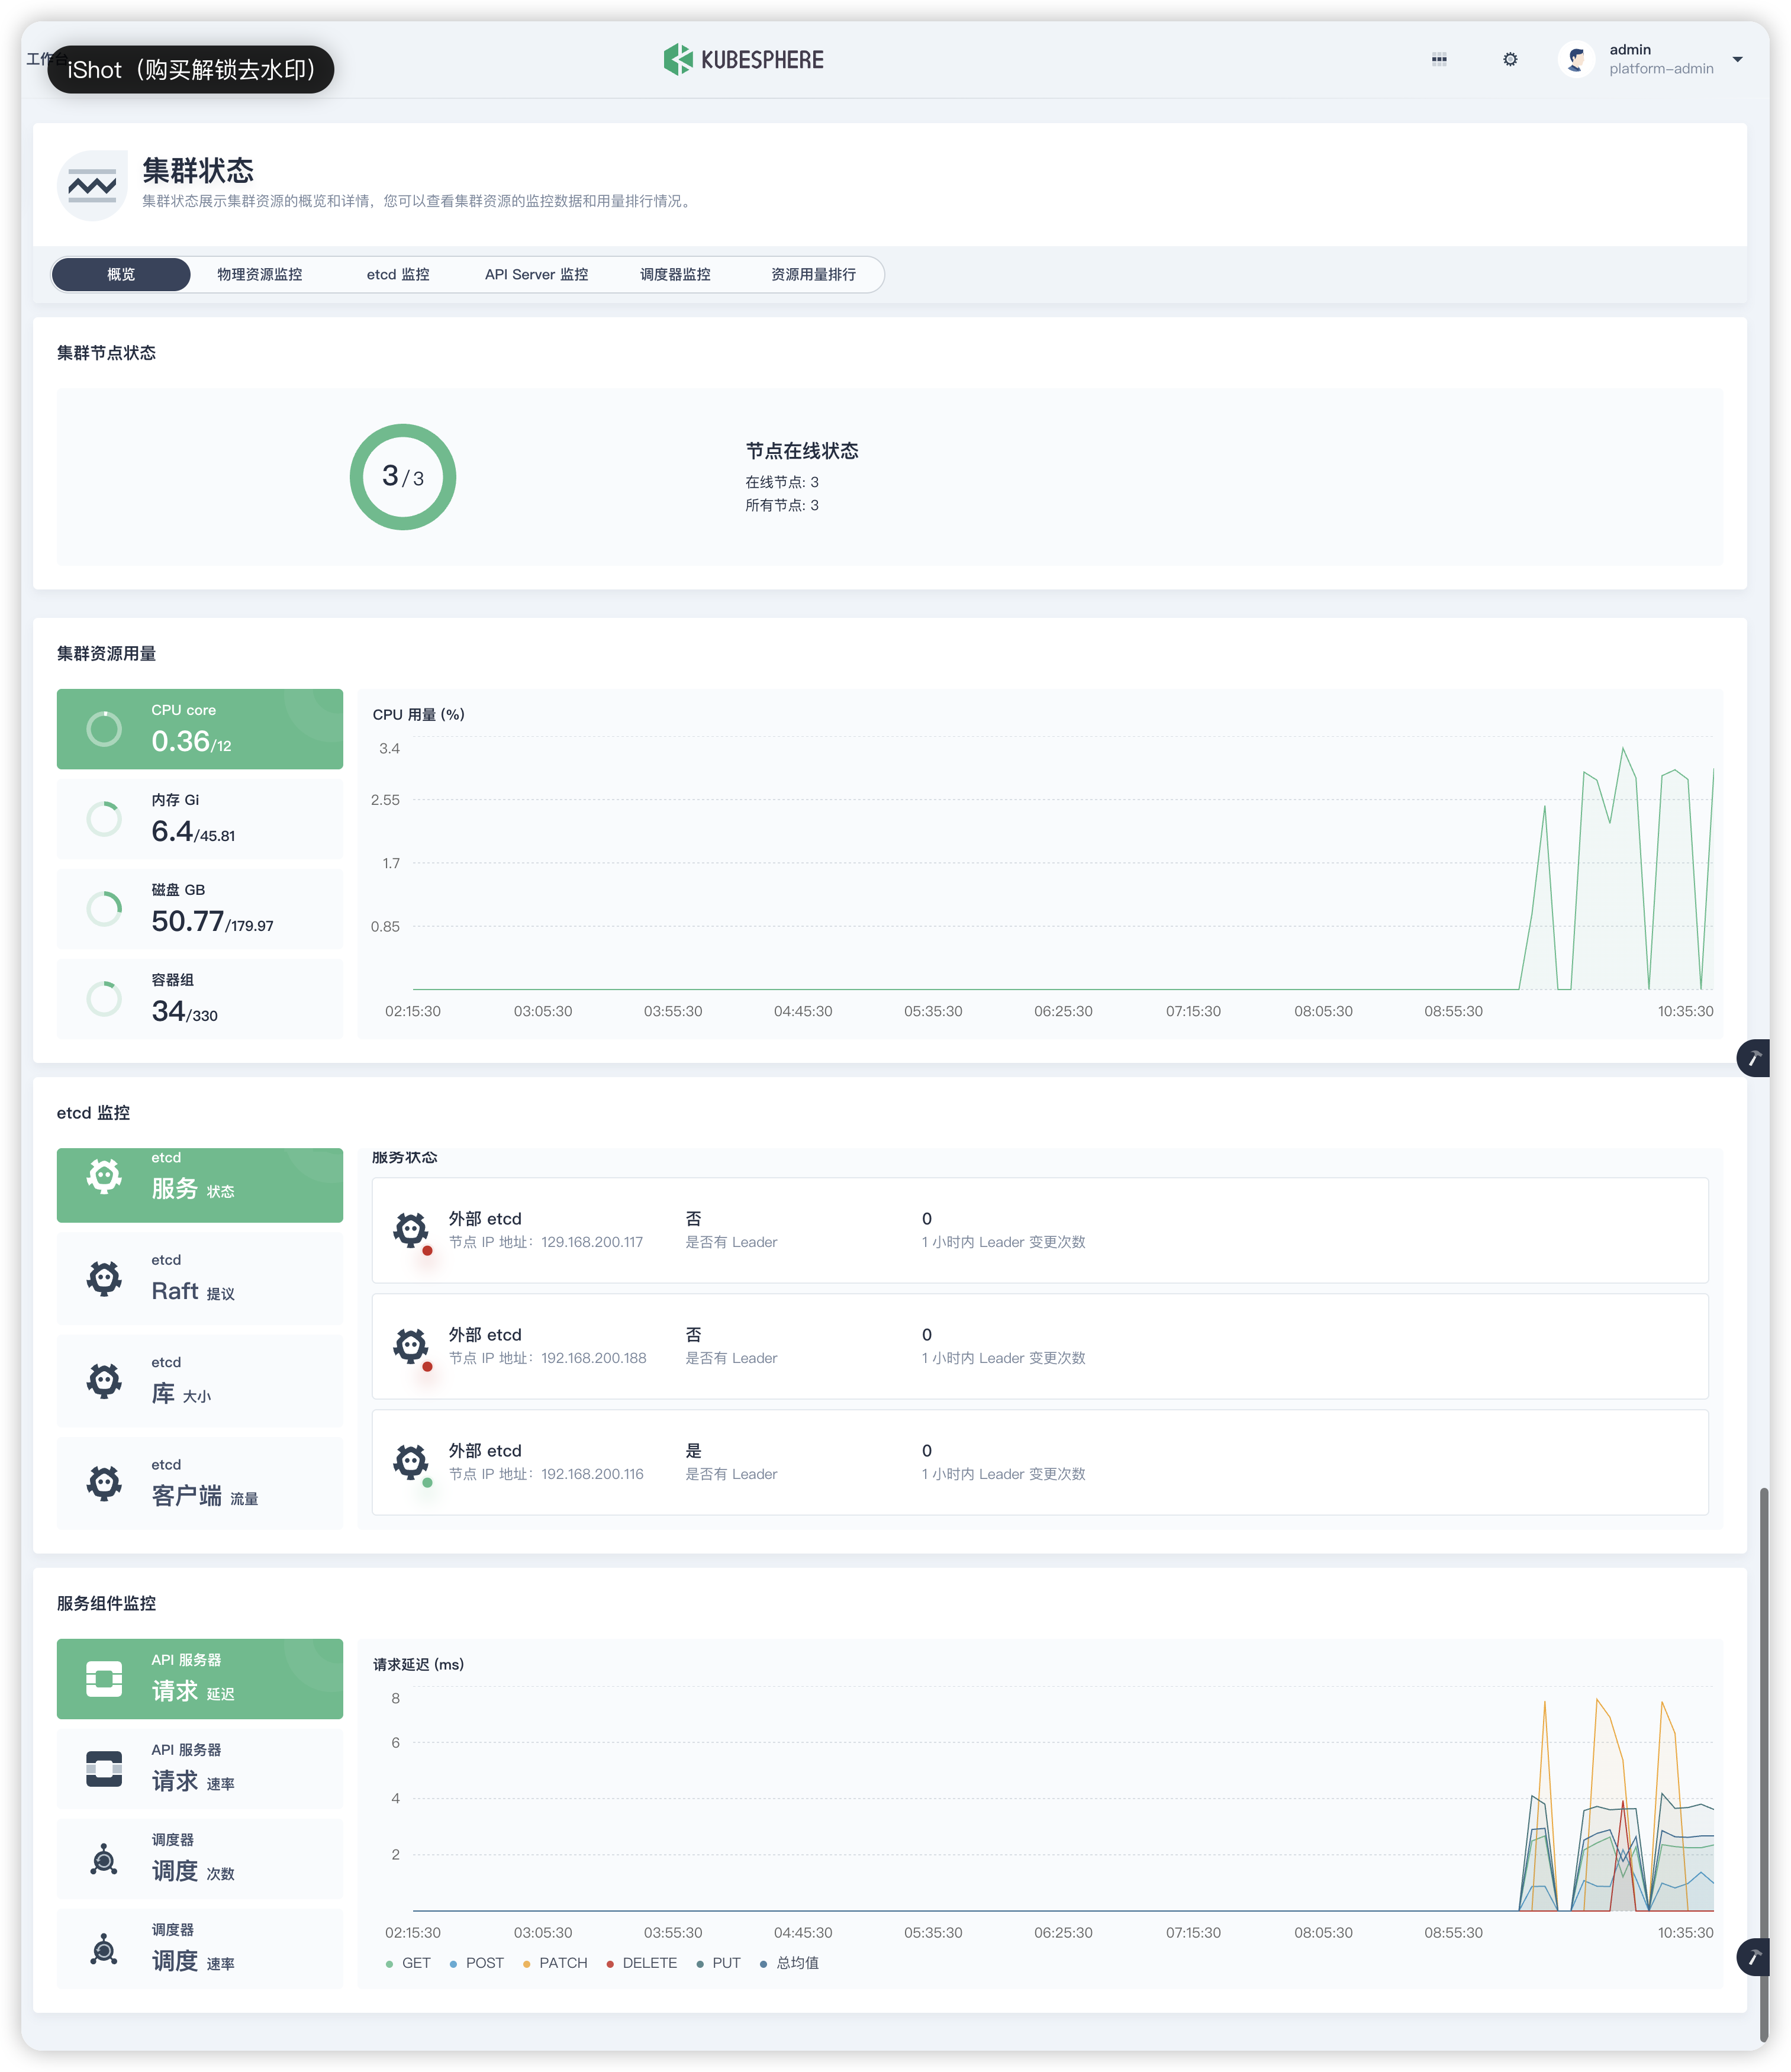 工作台
iShot（购买解锁去水印）
KUBESPHERE
admin
platform-admin
集群状态
集群状态展示集群资源的概览和详情，您可以查看集群资源的监控数据和用量排行情况。
概览
物理资源监控
etcd 监控
API Server 监控
调度器监控
资源用量排行
集群节点状态
3/3
节点在线状态
在线节点: 3
所有节点: 3
集群资源用量
CPU core
0.36/12
内存 Gi
6.4/45.81
磁盘 GB
50.77/179.97
容器组
34/330
CPU 用量 (%)
3.4
2.55
1.7
0.85
02:15:30 03:05:30 03:55:30 04:45:30 05:35:30 06:25:30 07:15:30 08:05:30 08:55:30 10:35:30
etcd 监控
etcd
服务 状态
etcd
Raft 提议
etcd
库 大小
etcd
客户端 流量
服务状态
外部 etcd 否 0
节点 IP 地址：129.168.200.117 是否有 Leader 1 小时内 Leader 变更次数
外部 etcd 否 0
节点 IP 地址：192.168.200.188 是否有 Leader 1 小时内 Leader 变更次数
外部 etcd 是 0
节点 IP 地址：192.168.200.116 是否有 Leader 1 小时内 Leader 变更次数
服务组件监控
API 服务器
请求 延迟
API 服务器
请求 速率
调度器
调度 次数
调度器
调度 速率
请求延迟 (ms)
8
6
4
2
02:15:30 03:05:30 03:55:30 04:45:30 05:35:30 06:25:30 07:15:30 08:05:30 08:55:30 10:35:30
GET POST PATCH DELETE PUT 总均值